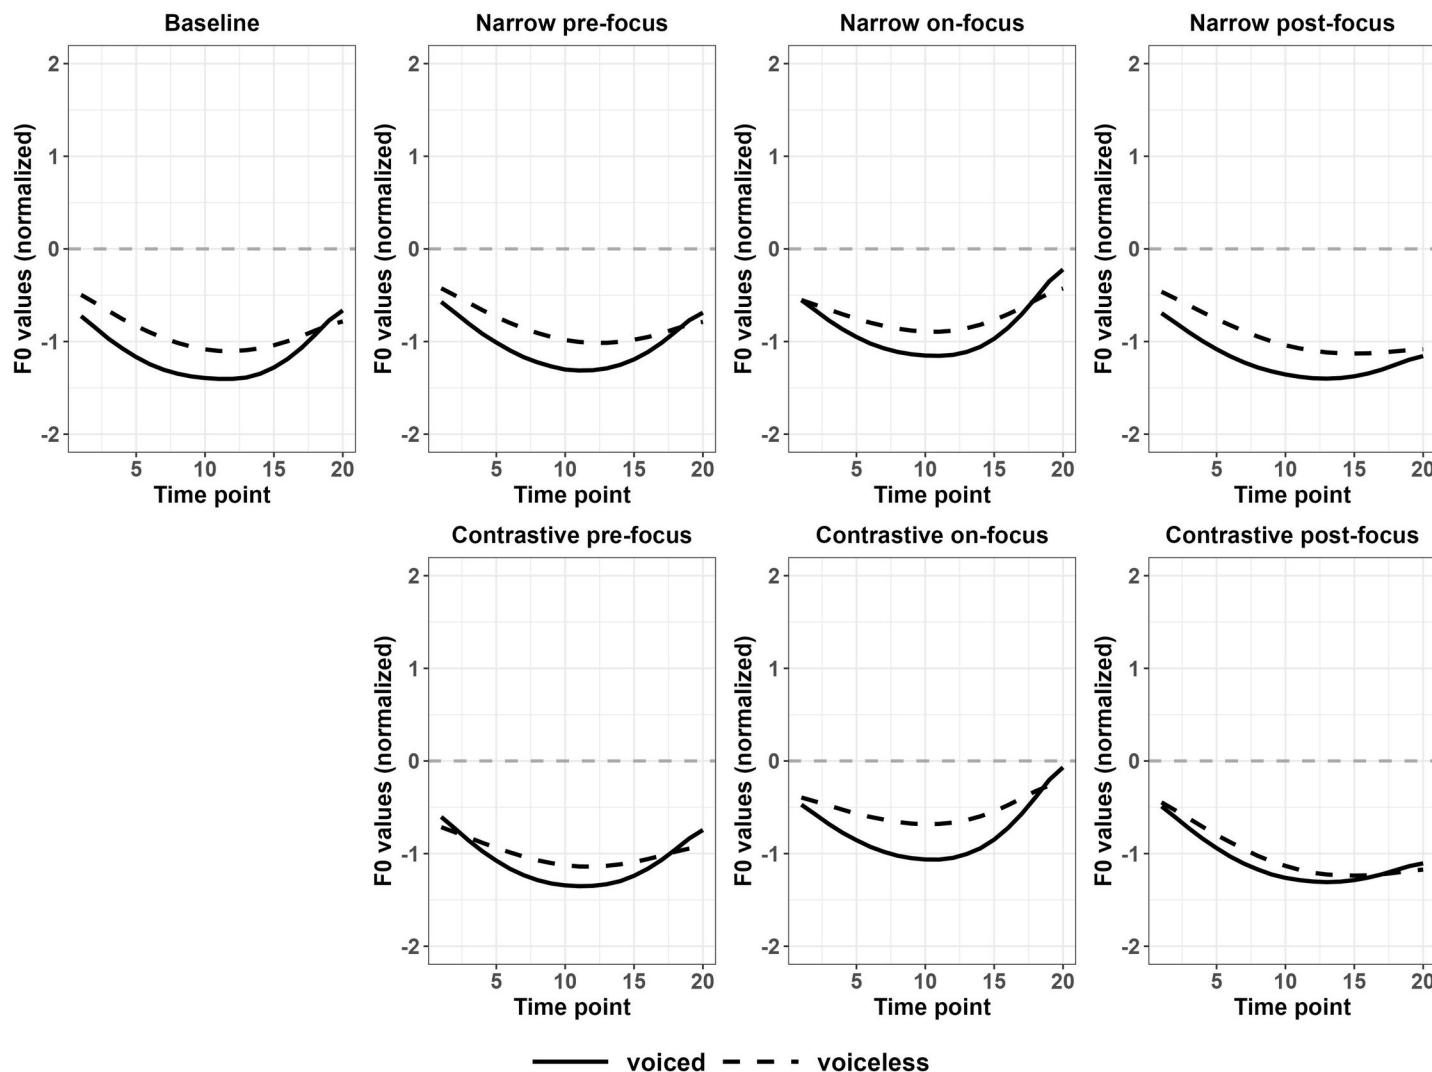 Baseline
Narrow pre-focus
Narrow on-focus
Narrow post-focus
F0 values (normalized)
2
1
0
-1
-2
5 10 15 20
Time point
F0 values (normalized)
2
1
0
-1
-2
5 10 15 20
Time point
F0 values (normalized)
2
1
0
-1
-2
5 10 15 20
Time point
F0 values (normalized)
2
1
0
-1
-2
5 10 15 20
Time point
Contrastive pre-focus
Contrastive on-focus
Contrastive post-focus
F0 values (normalized)
2
1
0
-1
-2
5 10 15 20
Time point
F0 values (normalized)
2
1
0
-1
-2
5 10 15 20
Time point
F0 values (normalized)
2
1
0
-1
-2
5 10 15 20
Time point
voiced voiceless